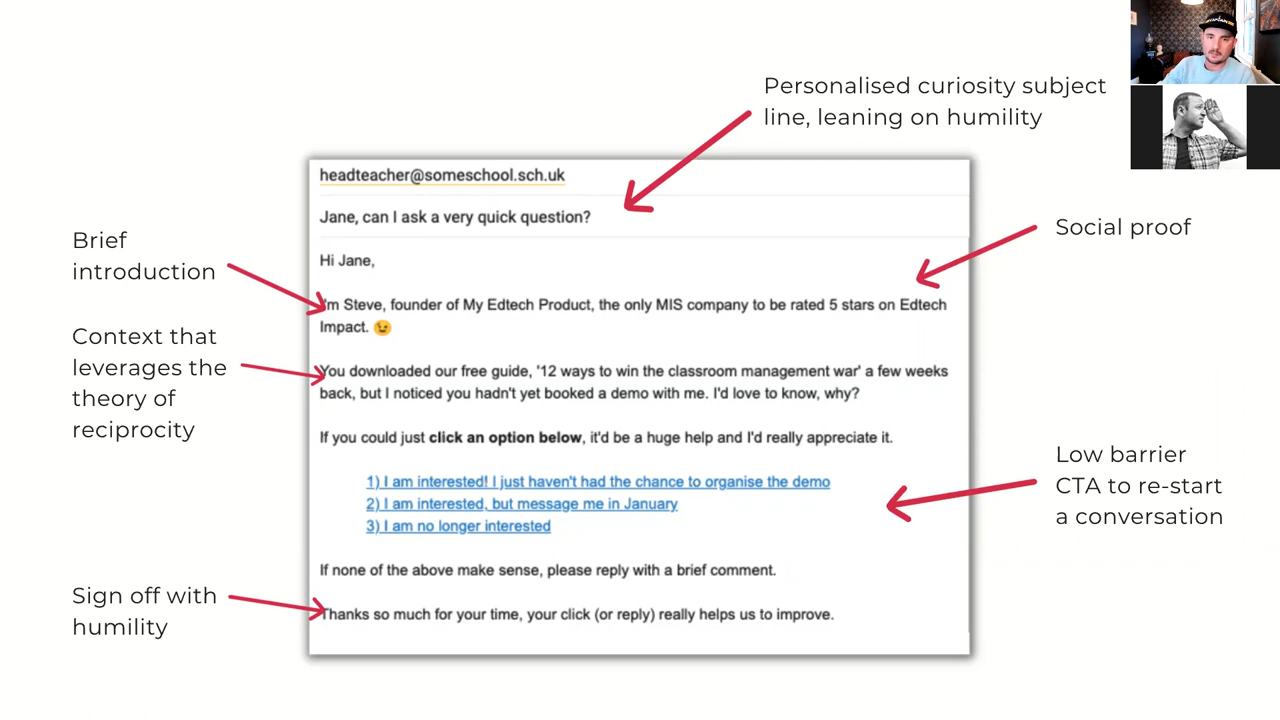 Personalised curiosity subject
line, leaning on humility
headteacher@someschool.sch.uk
Jane, can I ask a very quick question?
Social proof
Brief
introduction
Hi Jane,
I'm Steve, founder of My Edtech Product, the only MIS company to be rated 5 stars on Edtech
Impact. 😉
Context that
leverages the
theory of
reciprocity
You downloaded our free guide, '12 ways to win the classroom management war' a few weeks
back, but I noticed you hadn't yet booked a demo with me. I'd love to know, why?
If you could just click an option below, it'd be a huge help and I'd really appreciate it.
1) I am interested! I just haven't had the chance to organise the demo
2) I am interested, but message me in January
3) I am no longer interested
Low barrier
CTA to re-start
a conversation
If none of the above make sense, please reply with a brief comment.
Sign off with
humility
Thanks so much for your time, your click (or reply) really helps us to improve.